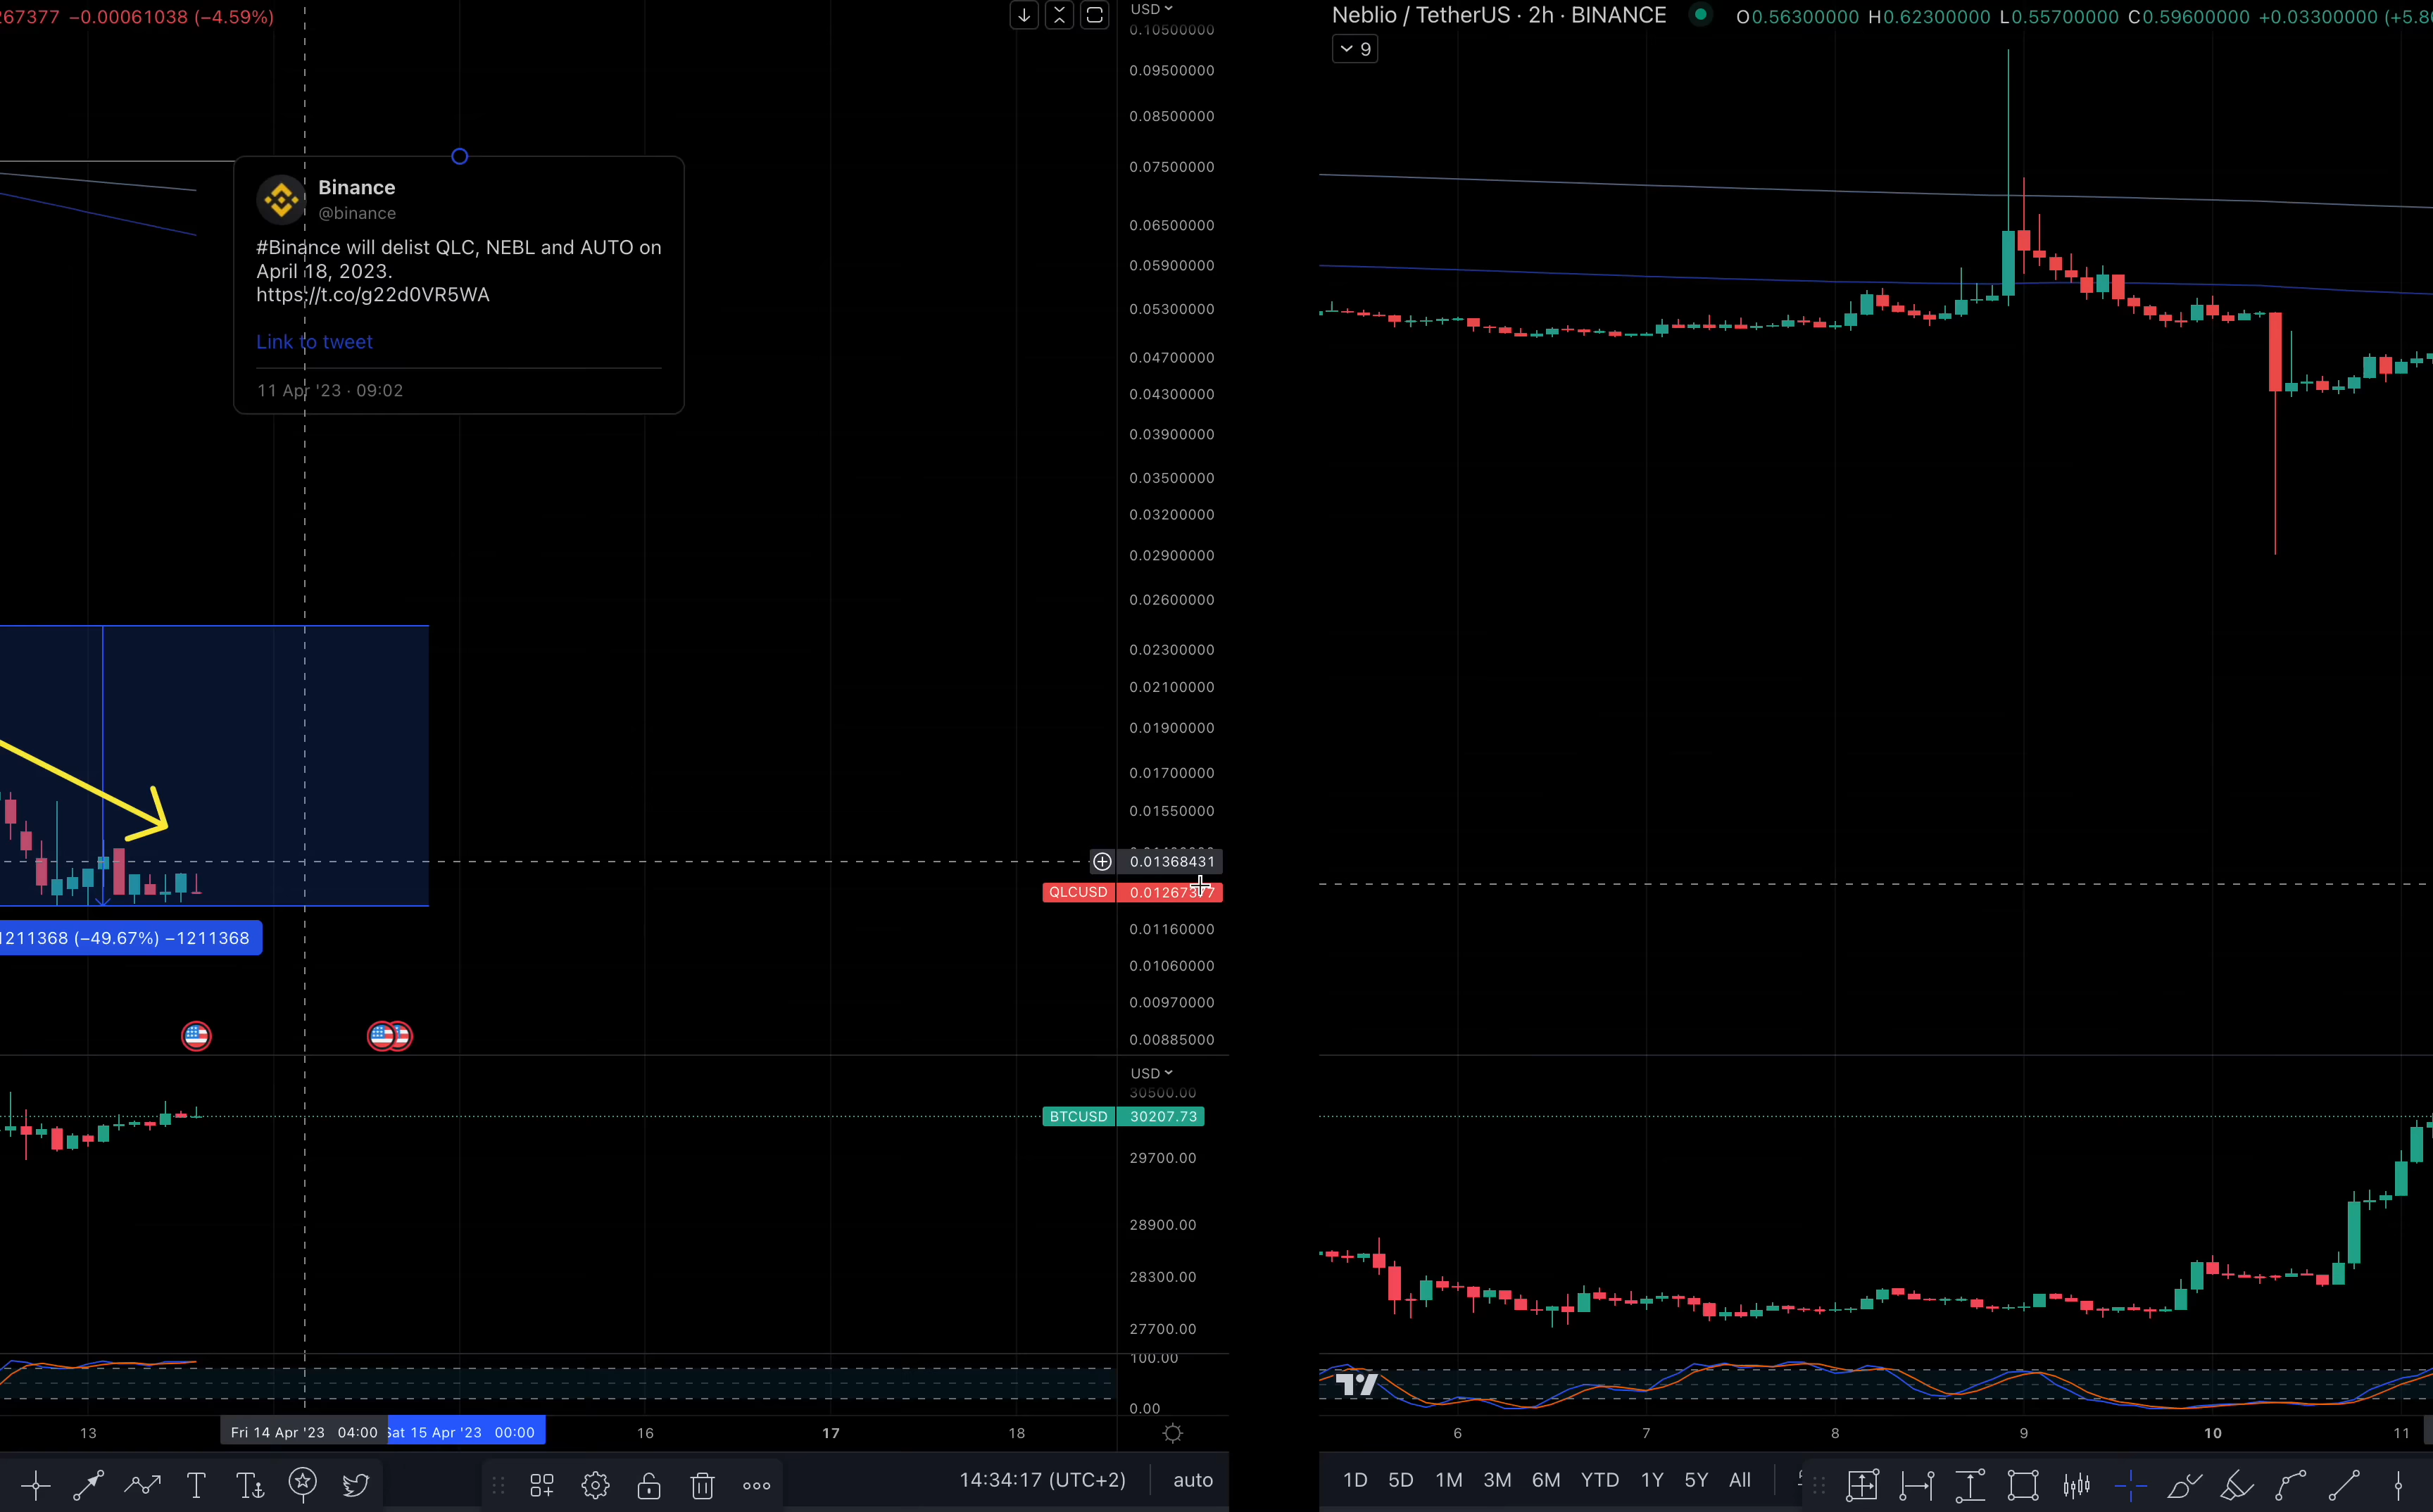 267377 −0.00061038 (−4.59%)
USD
0.10500000
0.09500000
0.08500000
0.07500000
0.06500000
0.05900000
0.05300000
0.04700000
0.04300000
0.03900000
0.03500000
0.03200000
0.02900000
0.02600000
0.02300000
0.02100000
0.01900000
0.01700000
0.01550000
0.01368431
QLCUSD 0.01267377
0.01160000
0.01060000
0.00970000
0.00885000
Binance
@binance
#Binance will delist QLC, NEBL and AUTO on
April 18, 2023.
https://t.co/g22d0VR5WA
Link to tweet
11 Apr '23 · 09:02
1211368 (−49.67%) −1211368
USD
30500.00
BTCUSD 30207.73
29700.00
28900.00
28300.00
27700.00
100.00
0.00
13
Fri 14 Apr '23 04:00
Sat 15 Apr '23 00:00
16
17
18
14:34:17 (UTC+2)
auto
Neblio / TetherUS · 2h · BINANCE
O0.56300000 H0.62300000 L0.55700000 C0.59600000 +0.03300000 (+5.8
9
6
7
8
9
10
11
1D 5D 1M 3M 6M YTD 1Y 5Y All